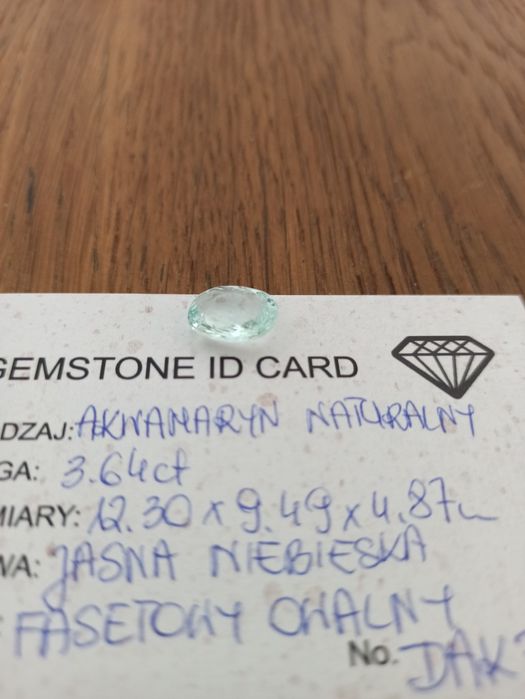 GEMSTONE ID CARD
DZAJ: AKWAMARYN NATURALNY
GA: 3.64ct
MIARY: 12.30 x 9.49 x 4.87
WA: JASNA NIEBIESKA
FASETOWY OWALNY
No. DAK